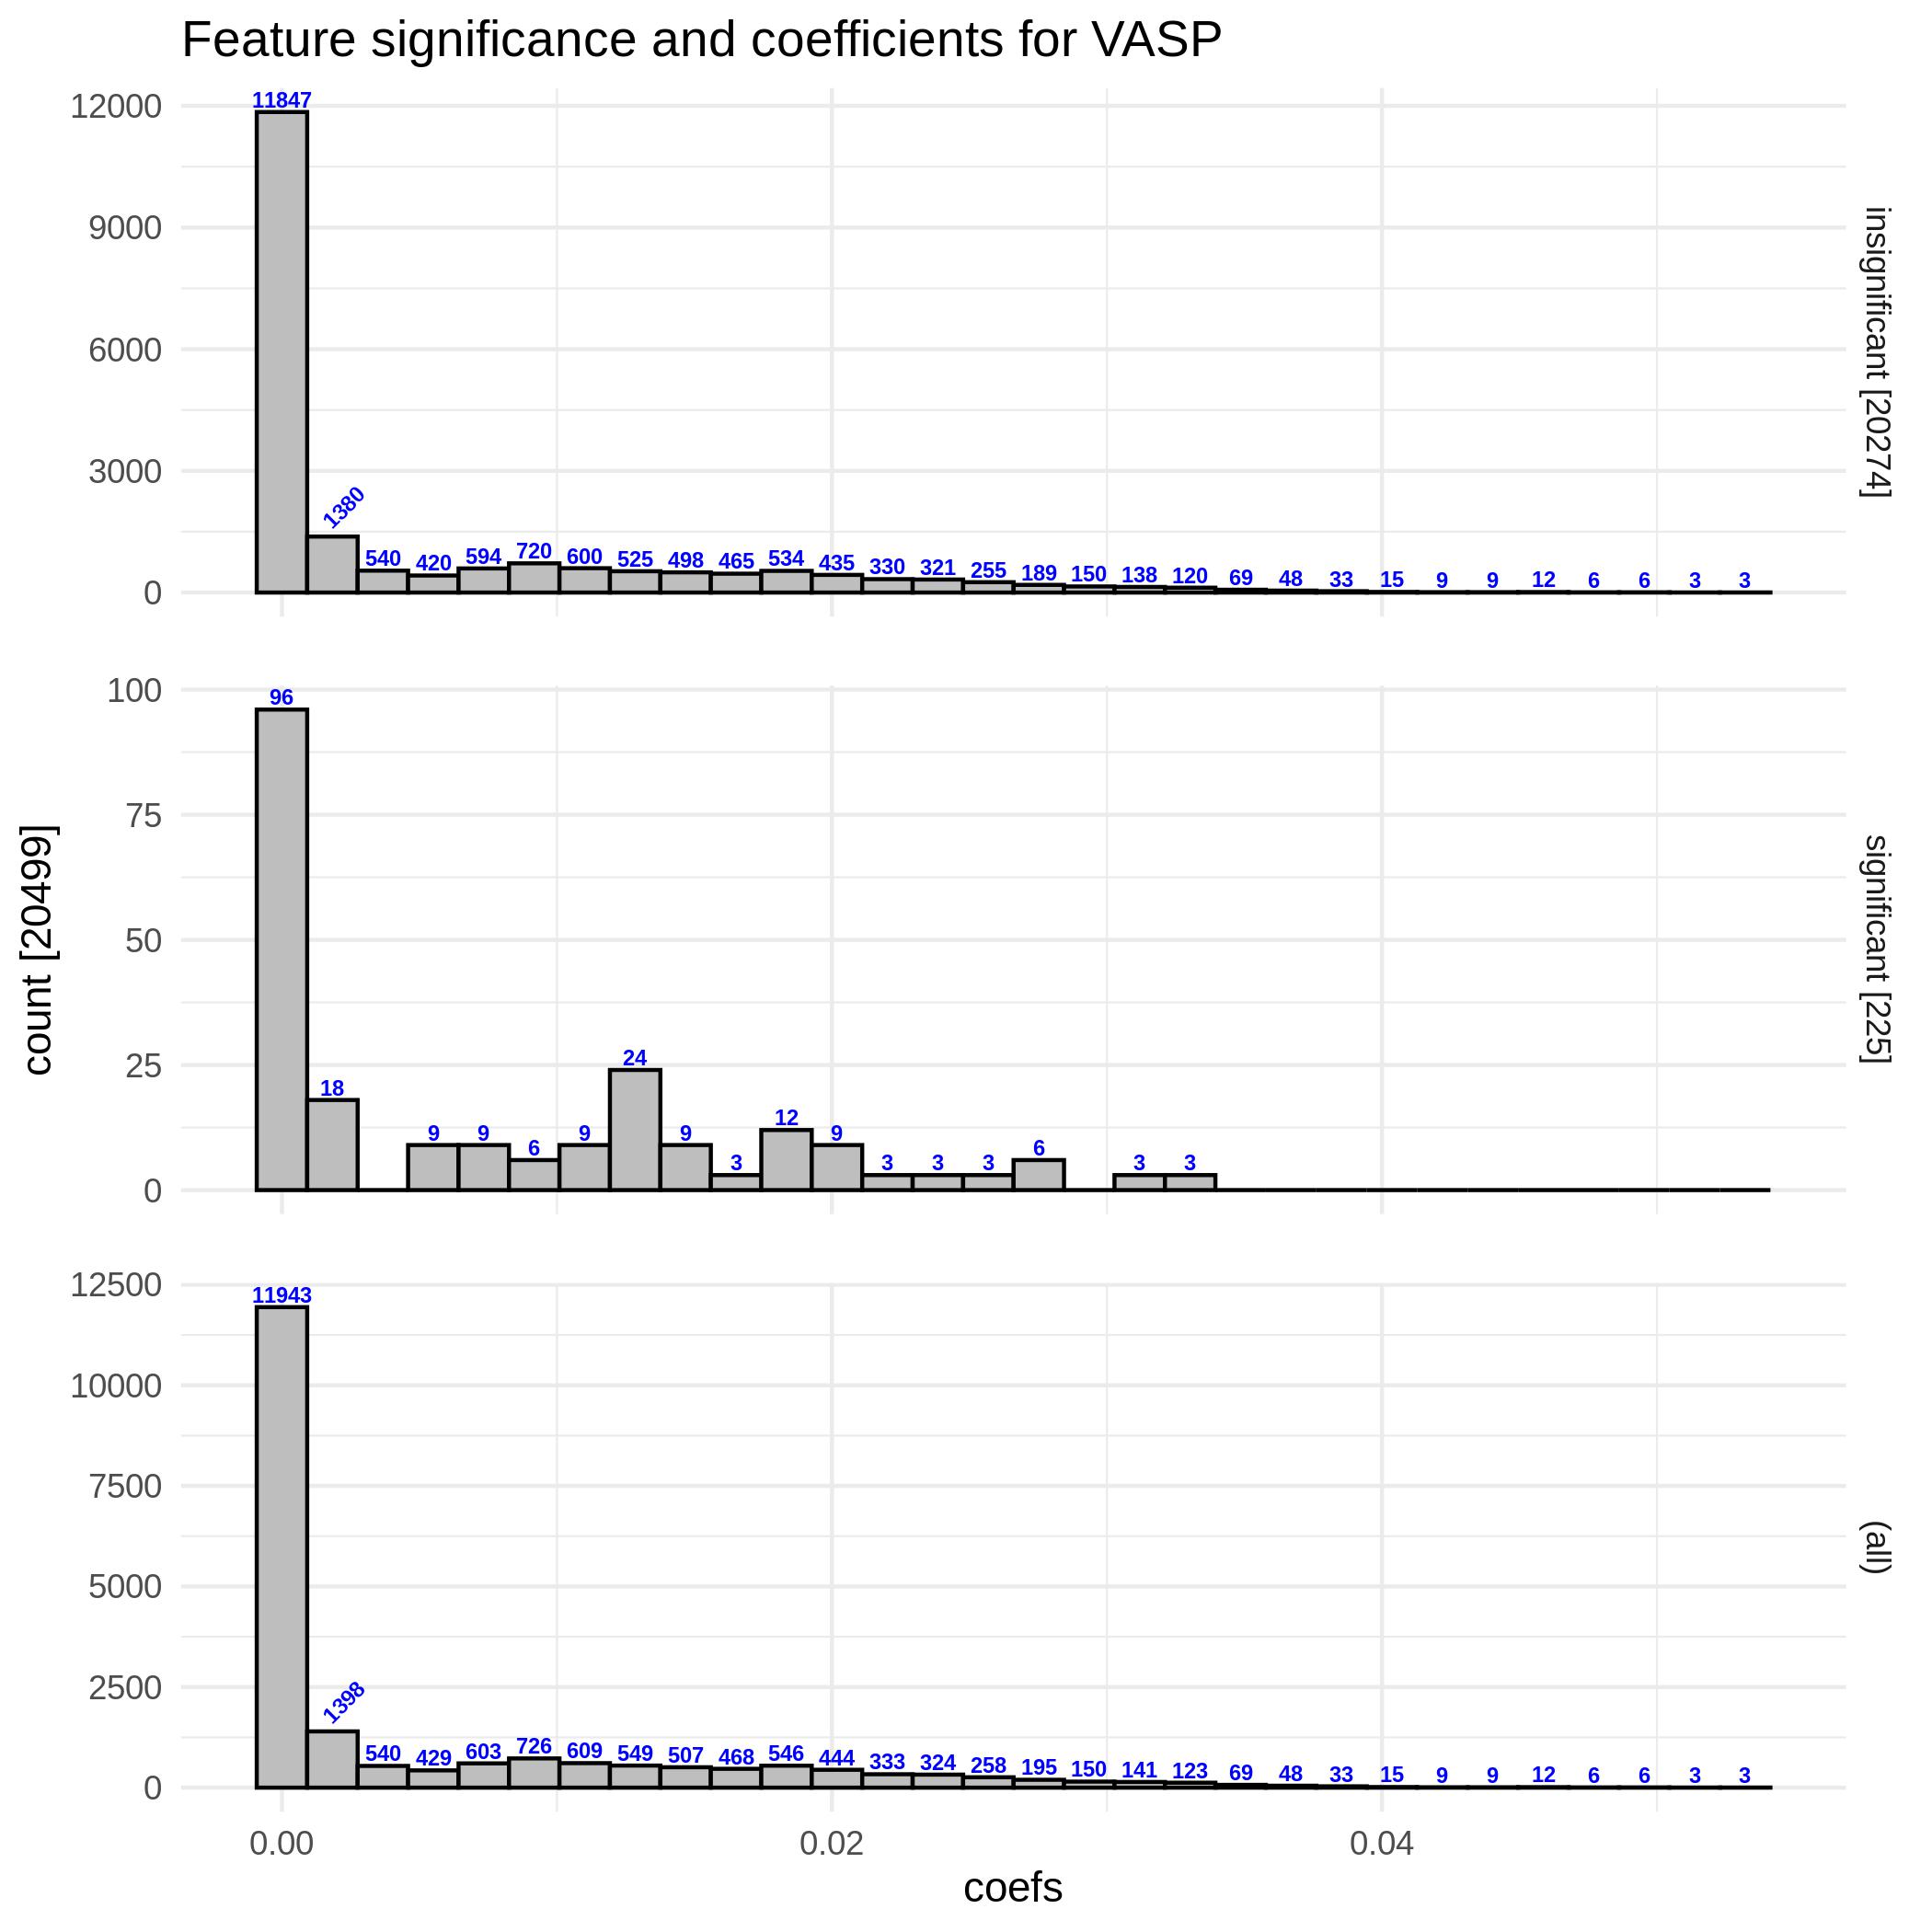 Feature significance and coefficients for VASP
12000
9000
6000
3000
0
11847
1380
540 420 594 720 600 525 498 465 534 435 330 321 255 189 150 138 120 69 48 33 15 9 9 12 6 6 3 3
insignificant [20274]
count [20499]
100
75
50
25
0
96
18
9 9 6 9 24 9 3 12 9 3 3 3 6 3 3
significant [225]
12500
10000
7500
5000
2500
0
11943
1398
540 429 603 726 609 549 507 468 546 444 333 324 258 195 150 141 123 69 48 33 15 9 9 12 6 6 3 3
(all)
0.00 0.02 0.04
coefs